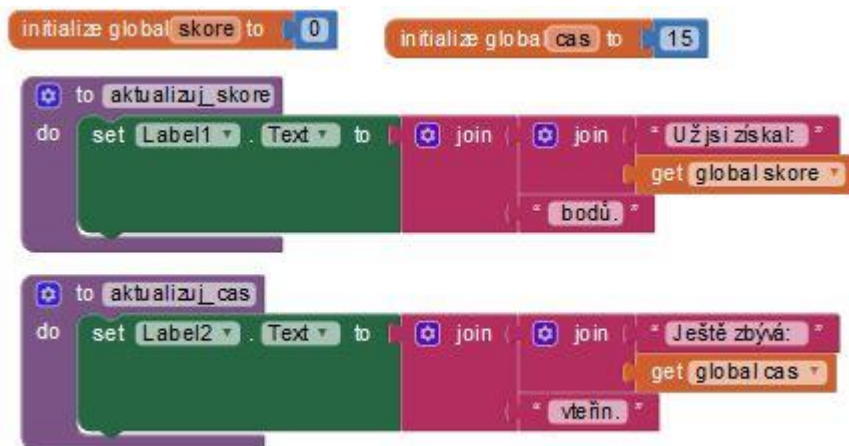 initialize global skore to 0
initialize global cas to 15
to aktualizuj_skore
do set Label1 . Text to join join " Už jsi získal: "
get global skore
" bodů. "
to aktualizuj_cas
do set Label2 . Text to join join " Ještě zbývá: "
get global cas
" vteřin. "